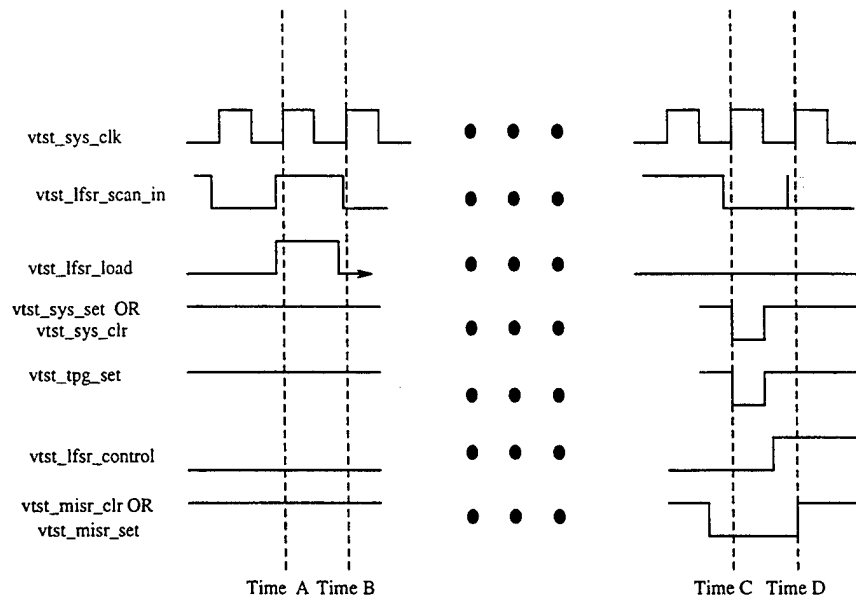 vtst_sys_clk
vtst_lfsr_scan_in
vtst_lfsr_load
vtst_sys_set OR
vtst_sys_clr
vtst_tpg_set
vtst_lfsr_control
vtst_misr_clr OR
vtst_misr_set
Time A Time B Time C Time D